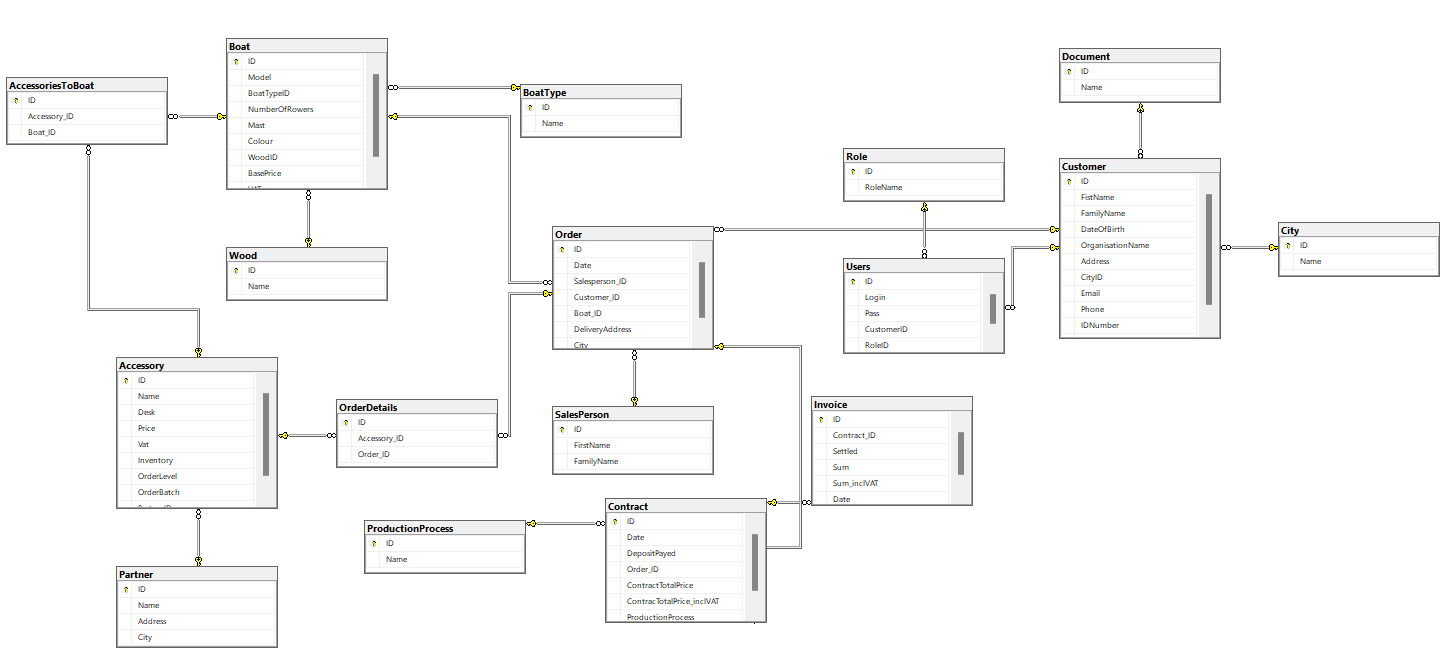 Boat
ID
Model
BoatTypeID
NumberOfRowers
Mast
Colour
WoodID
BasePrice
AccessoriesToBoat
ID
Accessory_ID
Boat_ID
BoatType
ID
Name
Document
ID
Name
Role
ID
RoleName
Customer
ID
FistName
FamilyName
DateOfBirth
OrganisationName
Address
CityID
Email
Phone
IDNumber
City
ID
Name
Wood
ID
Name
Order
ID
Date
Salesperson_ID
Customer_ID
Boat_ID
DeliveryAddress
City
Users
ID
Login
Pass
CustomerID
RoleID
Accessory
ID
Name
Desk
Price
Vat
Inventory
OrderLevel
OrderBatch
OrderDetails
ID
Accessory_ID
Order_ID
SalesPerson
ID
FirstName
FamilyName
Invoice
ID
Contract_ID
Settled
Sum
Sum_inclVAT
Date
Contract
ID
Date
DepositPayed
Order_ID
ContractTotalPrice
ContracTotalPrice_inclVAT
ProductionProcess
ProductionProcess
ID
Name
Partner
ID
Name
Address
City